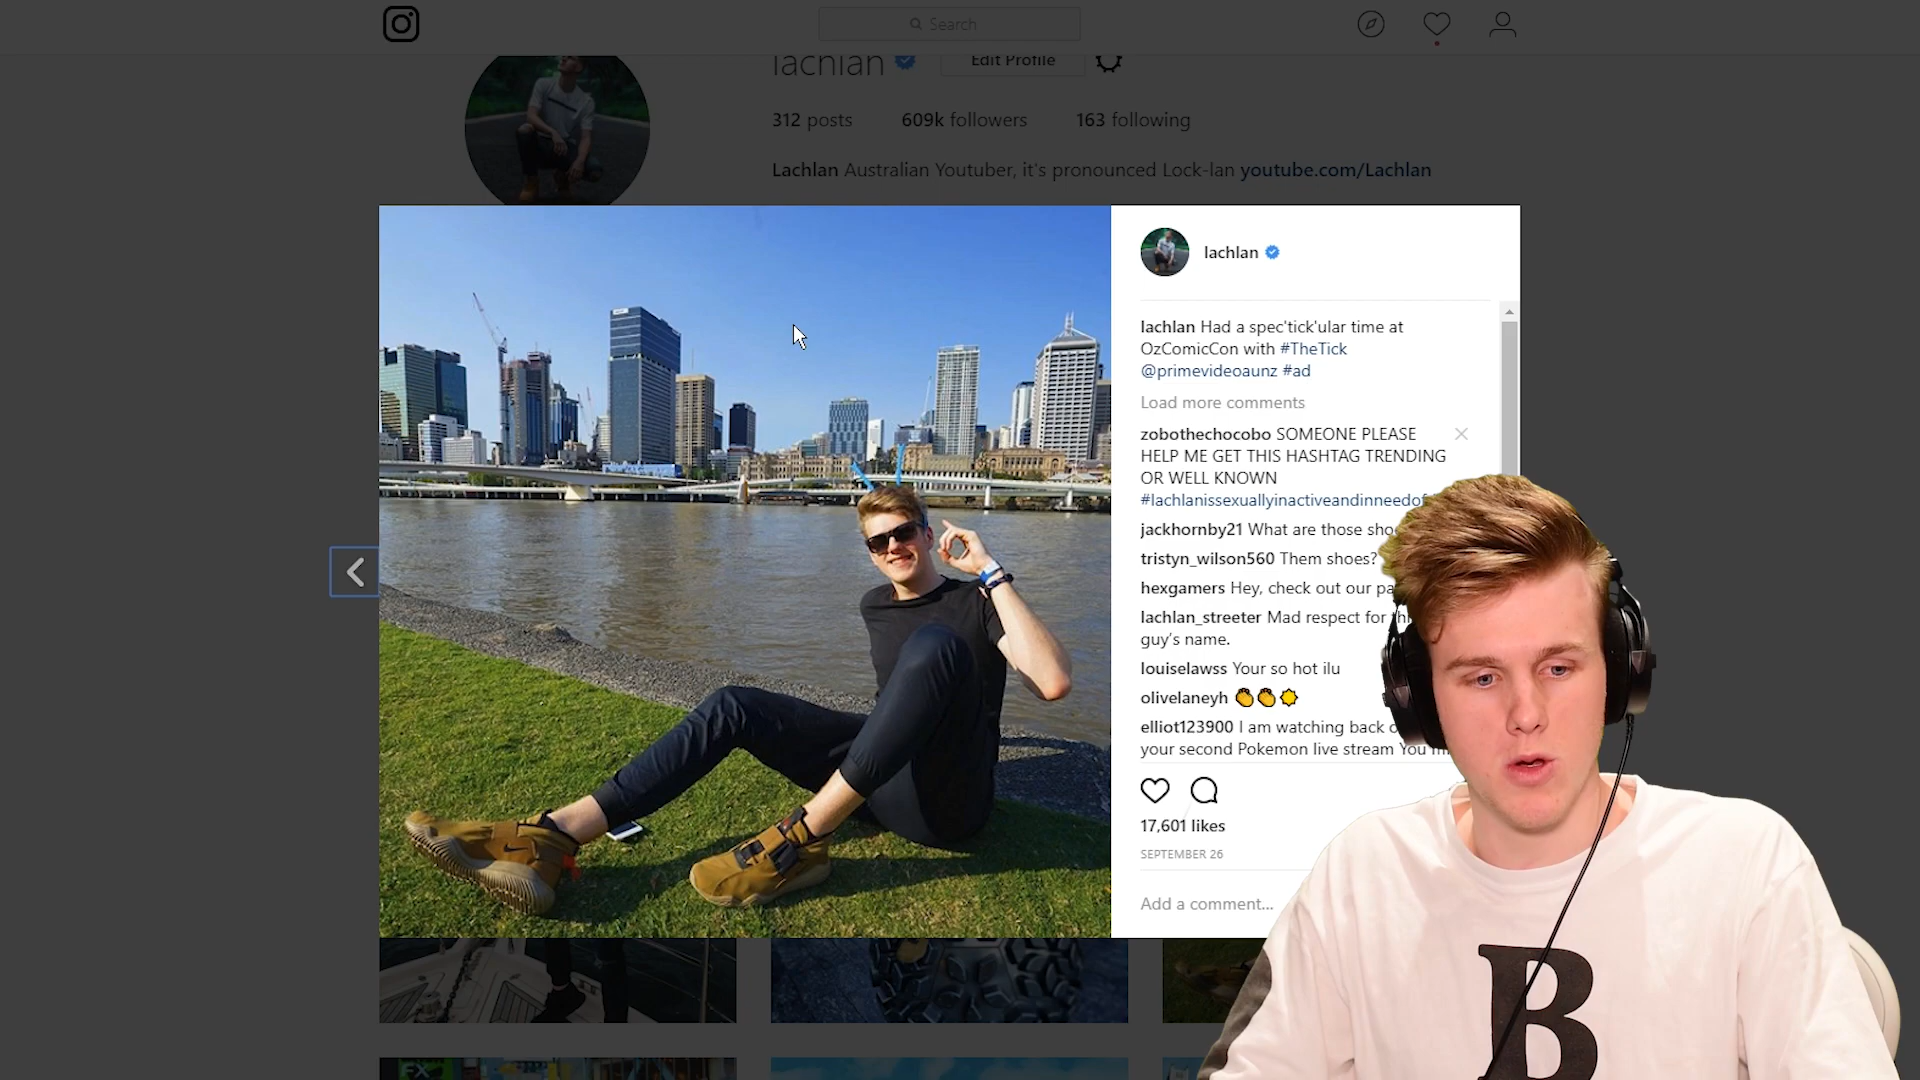 Search
lachlan Edit Profile
312 posts 609k followers 163 following
Lachlan Australian Youtuber, it's pronounced Lock-lan youtube.com/Lachlan
lachlan
lachlan Had a spec'tick'ular time at
OzComicCon with #TheTick
@primevideoaunz #ad
Load more comments
zobothechocobo SOMEONE PLEASE
HELP ME GET THIS HASHTAG TRENDING
OR WELL KNOWN
#lachlanissexuallyinactiveandinneedof
jackhornby21 What are those
tristyn_wilson560 Them shoes?
hexgamers Hey, check out our
lachlan_streeter Mad respect for
guy's name.
louiselawss Your so hot ilu
olivelaneyh 👏👏
elliot123900 I am watching back
your second Pokemon live stream You
17,601 likes
SEPTEMBER 26
Add a comment...
B
FX